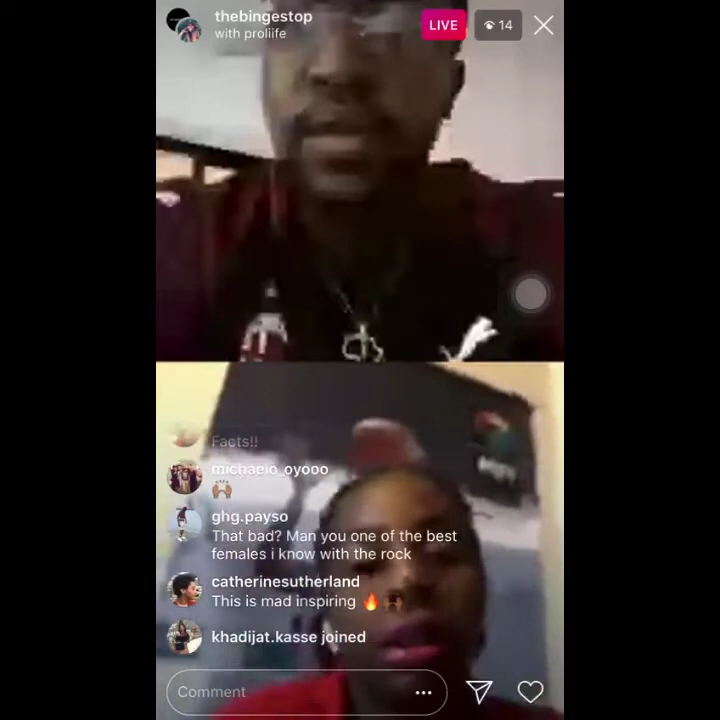 thebingestop
with proliife
LIVE
14
Facts!!
michaelo_oyooo
ghg.payso
That bad? Man you one of the best
females i know with the rock
catherinesutherland
This is mad inspiring
khadijat.kasse joined
Comment